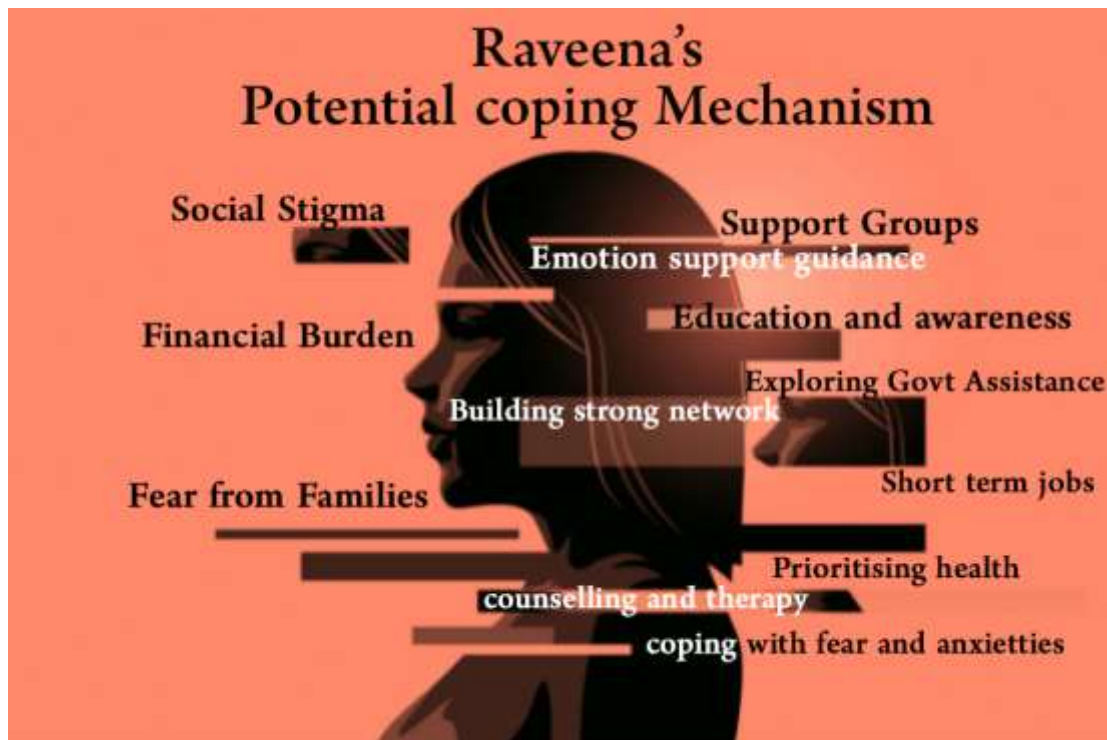 Raveena's
Potential coping Mechanism
Social Stigma
Support Groups
Emotion support guidance
Financial Burden
Education and awareness
Exploring Govt Assistance
Building strong network
Short term jobs
Fear from Families
Prioritising health
counselling and therapy
coping with fear and anxietties